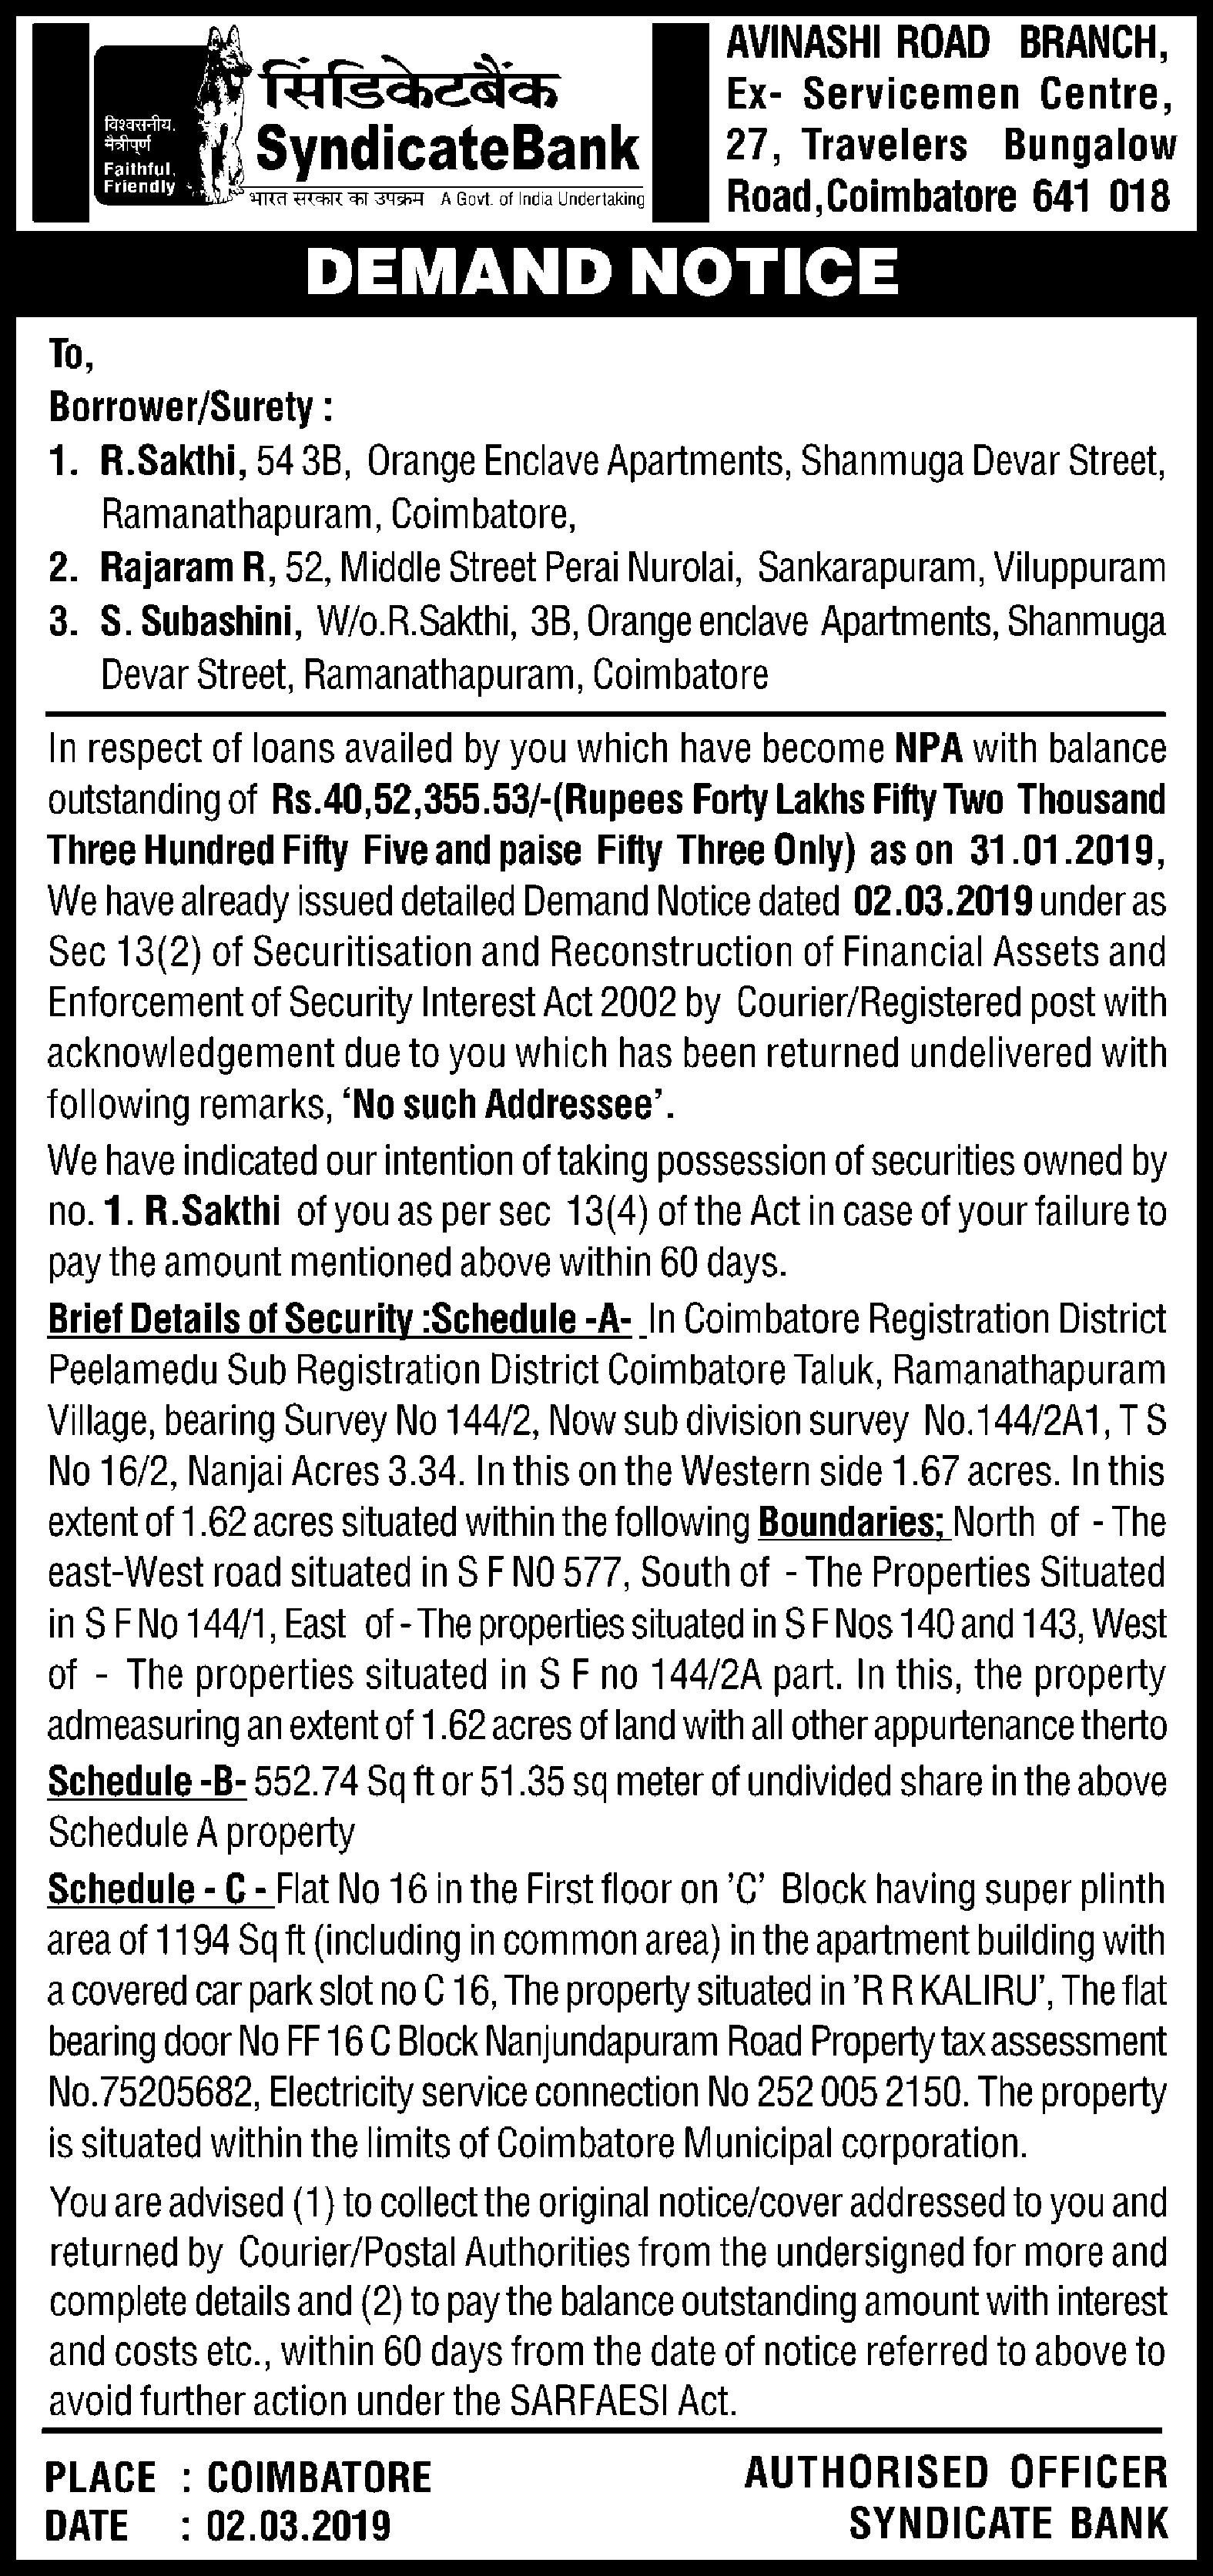 विश्वसनीय.
मैत्रीपूर्ण
Faithful.
Friendly
सिंडिकेटबैंक
SyndicateBank
भारत सरकार का उपक्रम A Govt. of India Undertaking
AVINASHI ROAD BRANCH,
Ex- Servicemen Centre,
27, Travelers Bungalow
Road,Coimbatore 641 018
DEMAND NOTICE
To,
Borrower/Surety :
1. R.Sakthi, 54 3B, Orange Enclave Apartments, Shanmuga Devar Street,
Ramanathapuram, Coimbatore,
2. Rajaram R, 52, Middle Street Perai Nurolai, Sankarapuram, Viluppuram
3. S. Subashini, W/o.R.Sakthi, 3B, Orange enclave Apartments, Shanmuga
Devar Street, Ramanathapuram, Coimbatore
In respect of loans availed by you which have become NPA with balance
outstanding of Rs.40,52,355.53/-(Rupees Forty Lakhs Fifty Two Thousand
Three Hundred Fifty Five and paise Fifty Three Only) as on 31.01.2019,
We have already issued detailed Demand Notice dated 02.03.2019 under as
Sec 13(2) of Securitisation and Reconstruction of Financial Assets and
Enforcement of Security Interest Act 2002 by Courier/Registered post with
acknowledgement due to you which has been returned undelivered with
following remarks, ‘No such Addressee’.
We have indicated our intention of taking possession of securities owned by
no. 1. R.Sakthi of you as per sec 13(4) of the Act in case of your failure to
pay the amount mentioned above within 60 days.
Brief Details of Security :Schedule -A- In Coimbatore Registration District
Peelamedu Sub Registration District Coimbatore Taluk, Ramanathapuram
Village, bearing Survey No 144/2, Now sub division survey No.144/2A1, T S
No 16/2, Nanjai Acres 3.34. In this on the Western side 1.67 acres. In this
extent of 1.62 acres situated within the following Boundaries; North of - The
east-West road situated in S F N0 577, South of - The Properties Situated
in S F No 144/1, East of - The properties situated in S F Nos 140 and 143, West
of - The properties situated in S F no 144/2A part. In this, the property
admeasuring an extent of 1.62 acres of land with all other appurtenance therto
Schedule -B- 552.74 Sq ft or 51.35 sq meter of undivided share in the above
Schedule A property
Schedule - C - Flat No 16 in the First floor on ’C’ Block having super plinth
area of 1194 Sq ft (including in common area) in the apartment building with
a covered car park slot no C 16, The property situated in ’R R KALIRU’, The flat
bearing door No FF 16 C Block Nanjundapuram Road Property tax assessment
No.75205682, Electricity service connection No 252 005 2150. The property
is situated within the limits of Coimbatore Municipal corporation.
You are advised (1) to collect the original notice/cover addressed to you and
returned by Courier/Postal Authorities from the undersigned for more and
complete details and (2) to pay the balance outstanding amount with interest
and costs etc., within 60 days from the date of notice referred to above to
avoid further action under the SARFAESI Act.
PLACE : COIMBATORE
DATE : 02.03.2019
AUTHORISED OFFICER
SYNDICATE BANK